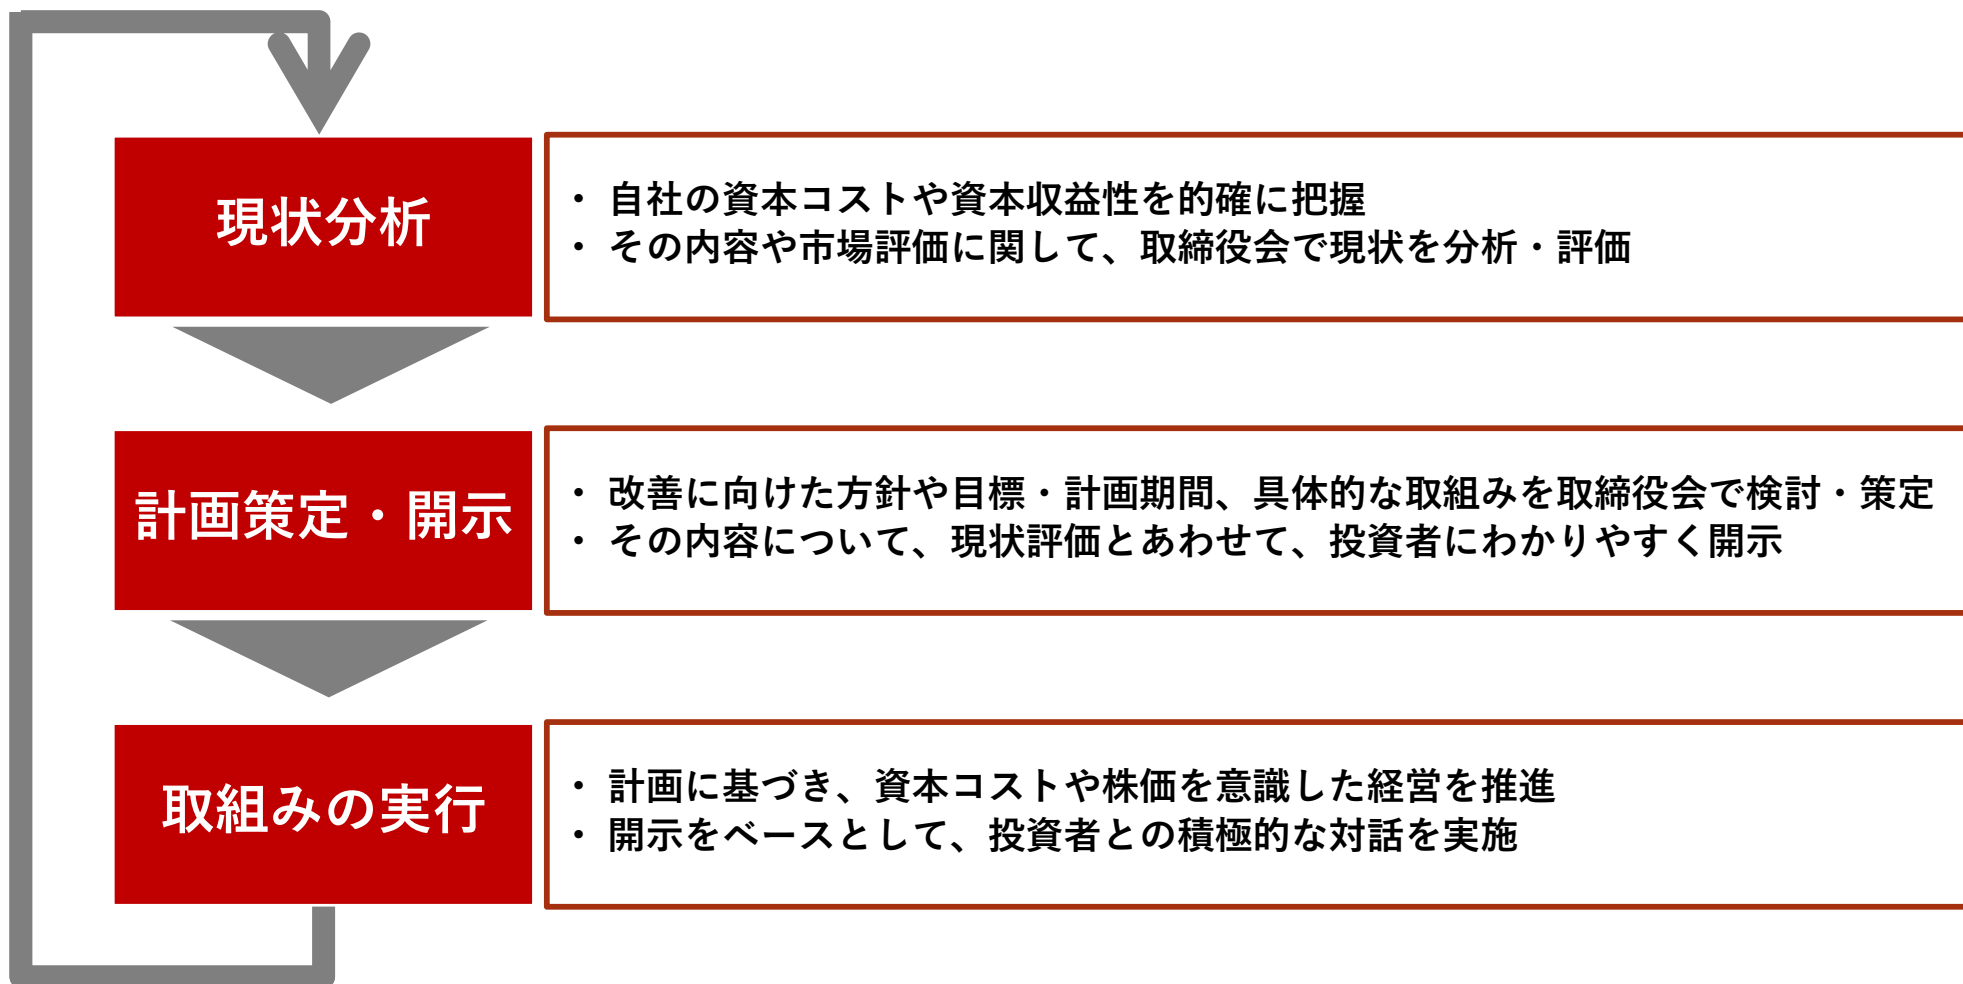 現状分析
・ 自社の資本コストや資本収益性を的確に把握
・ その内容や市場評価に関して、取締役会で現状を分析・評価
計画策定・開示
・ 改善に向けた方針や目標・計画期間、具体的な取組みを取締役会で検討・策定
・ その内容について、現状評価とあわせて、投資者にわかりやすく開示
取組みの実行
・ 計画に基づき、資本コストや株価を意識した経営を推進
・ 開示をベースとして、投資者との積極的な対話を実施